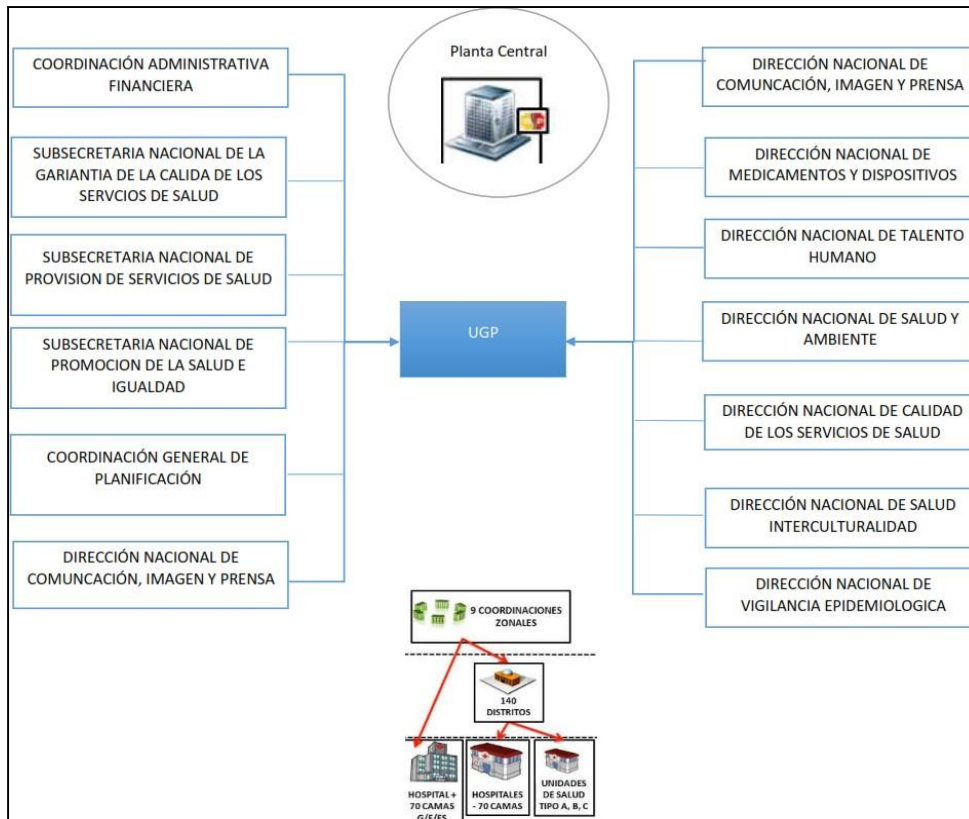 Planta Central
COORDINACIÓN ADMINISTRATIVA
FINANCIERA
SUBSECRETARIA NACIONAL DE LA
GARIANTIA DE LA CALIDA DE LOS
SERVCIOS DE SALUD
SUBSECRETARIA NACIONAL DE
PROVISION DE SERVICIOS DE SALUD
SUBSECRETARIA NACIONAL DE
PROMOCION DE LA SALUD E
IGUALDAD
COORDINACIÓN GENERAL DE
PLANIFICACIÓN
DIRECCIÓN NACIONAL DE
COMUNCACIÓN, IMAGEN Y PRENSA
UGP
DIRECCIÓN NACIONAL DE
COMUNCACIÓN, IMAGEN Y PRENSA
DIRECCIÓN NACIONAL DE
MEDICAMENTOS Y DISPOSITIVOS
DIRECCIÓN NACIONAL DE TALENTO
HUMANO
DIRECCIÓN NACIONAL DE SALUD Y
AMBIENTE
DIRECCIÓN NACIONAL DE CALIDAD
DE LOS SERVICIOS DE SALUD
DIRECCIÓN NACIONAL DE SALUD
INTERCULTURALIDAD
DIRECCIÓN NACIONAL DE
VIGILANCIA EPIDEMIOLOGICA
9 COORDINACIONES
ZONALES
140
DISTRITOS
HOSPITAL +
70 CAMAS
HOSPITALES
- 70 CAMAS
UNIDADES
DE SALUD
TIPO A, B, C